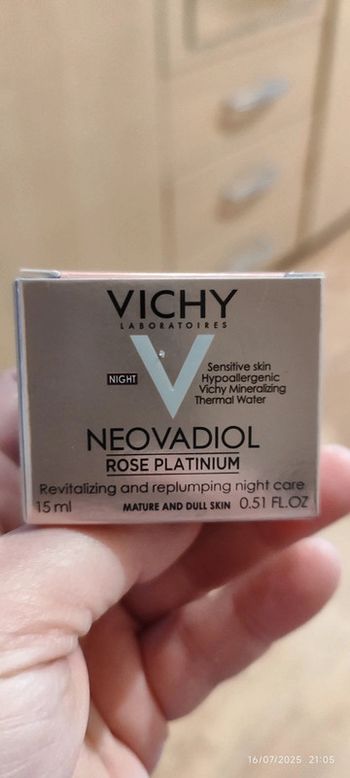 VICHY
LABORATOIRES
NIGHT
Sensitive skin
Hypoallergenic
Vichy Mineralizing
Thermal Water
NEOVADIOL
ROSE PLATINIUM
Revitalizing and replumping night care
15 ml MATURE AND DULL SKIN 0.51 FL.OZ
16/07/2025 21:05